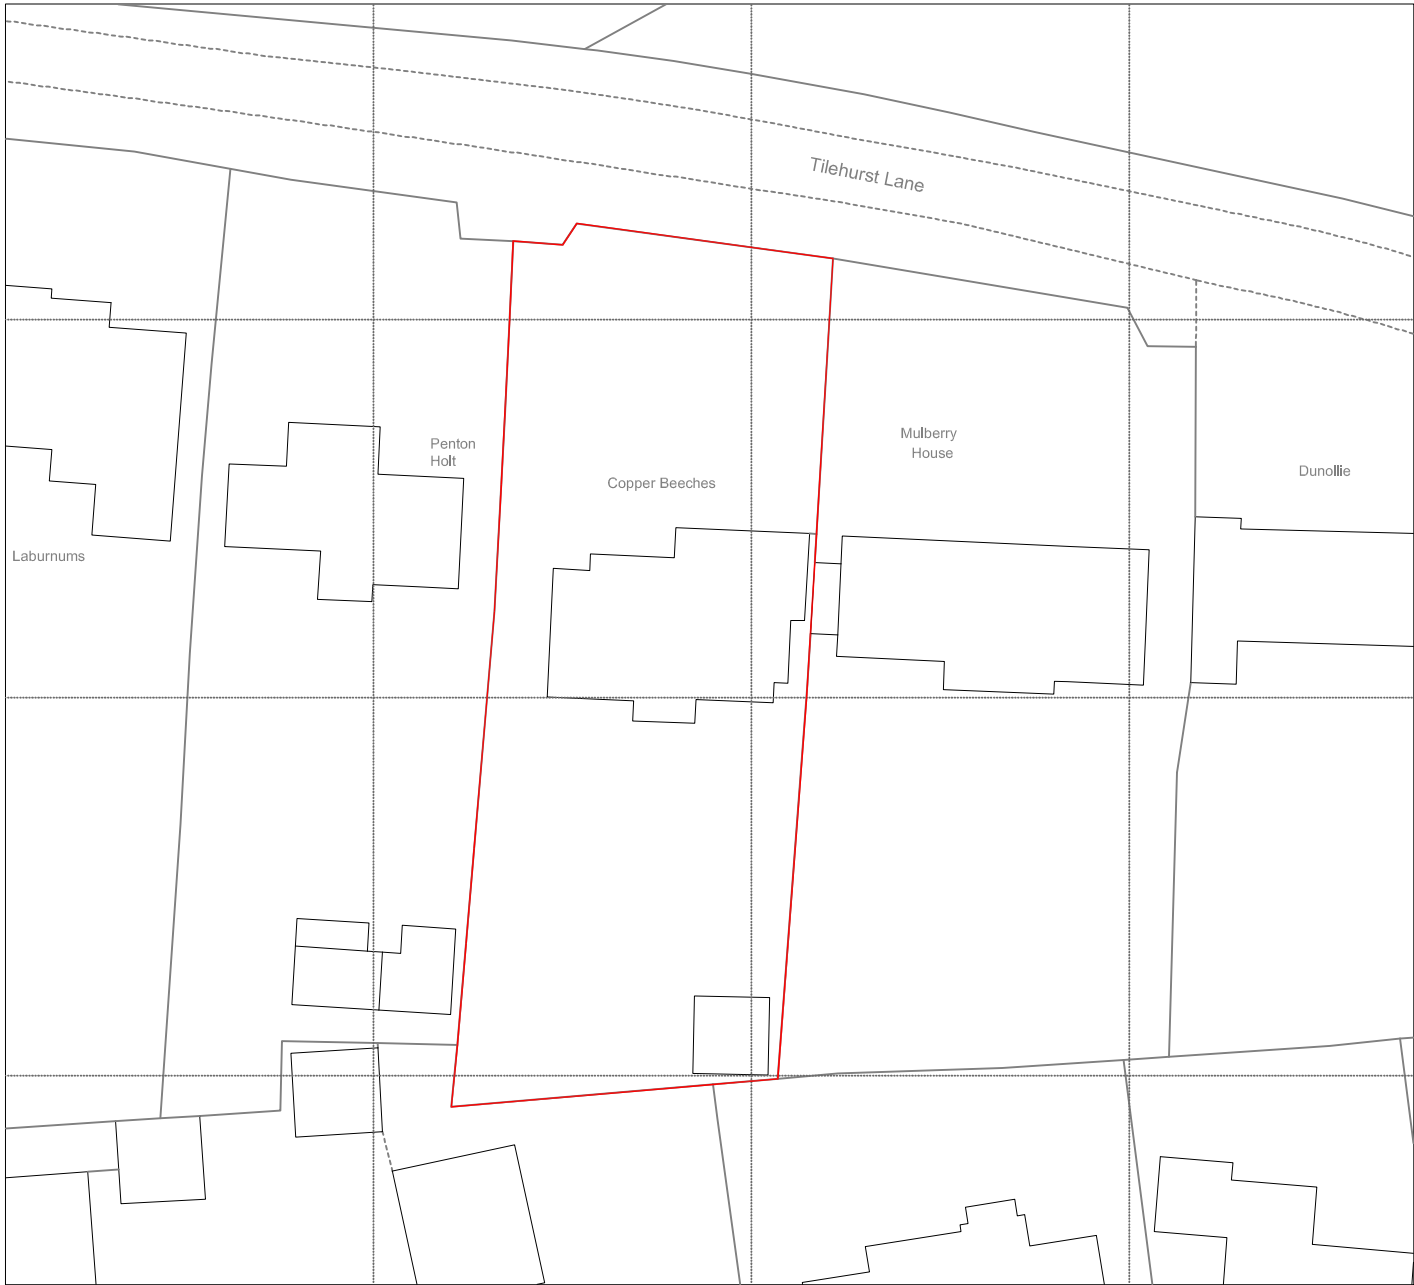 Tilehurst Lane
Mulberry
House
Penton
Holt
Dunollie
Copper Beeches
Laburnums